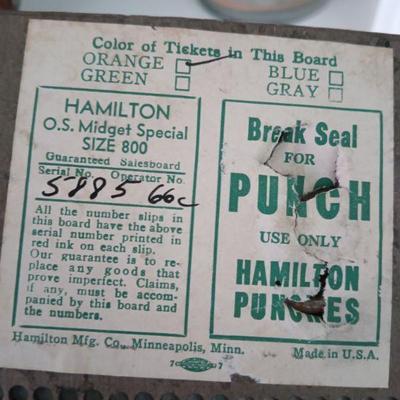 Color of Tickets in This Board
ORANGE BLUE
GREEN GRAY
HAMILTON
O.S. Midget Special
SIZE 800
Guaranteed Salesboard
Serial No. Operator No.
5885 66c
All the number slips in
this board have the above
serial number printed in
red ink on each slip.
Our guarantee is to re-
place any goods that
prove imperfect. Claims,
if any, must be accom-
panied by this board and
the numbers.
Break Seal
FOR
PUNCH
USE ONLY
HAMILTON
PUNCHES
Hamilton Mfg. Co., Minneapolis, Minn. Made in U.S.A.
7 7